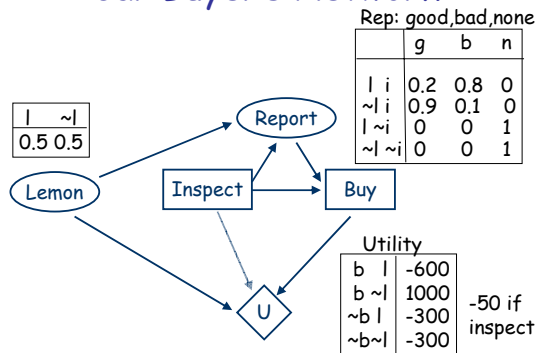 Rep: good,bad,none
g b n
l i 0.2 0.8 0
~l i 0.9 0.1 0
l ~i 0 0 1
~l ~i 0 0 1
l ~l
0.5 0.5
Report
Lemon
Inspect
Buy
U
Utility
b l -600
b ~l 1000
~b l -300
~b~l -300
-50 if
inspect